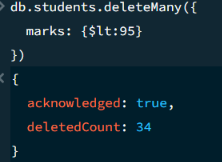 > db.students.deleteMany({
marks: {$lt:95}
})
< {
acknowledged: true,
deletedCount: 34
}